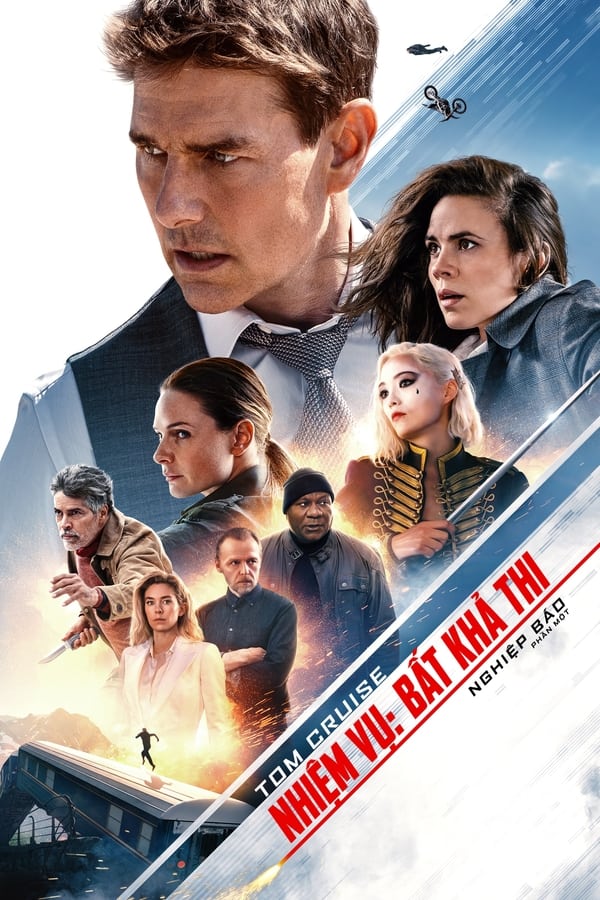 TOM CRUISE
NHIỆM VỤ: BẤT KHẢ THI
NGHIỆP BÁO
PHẦN MỘT